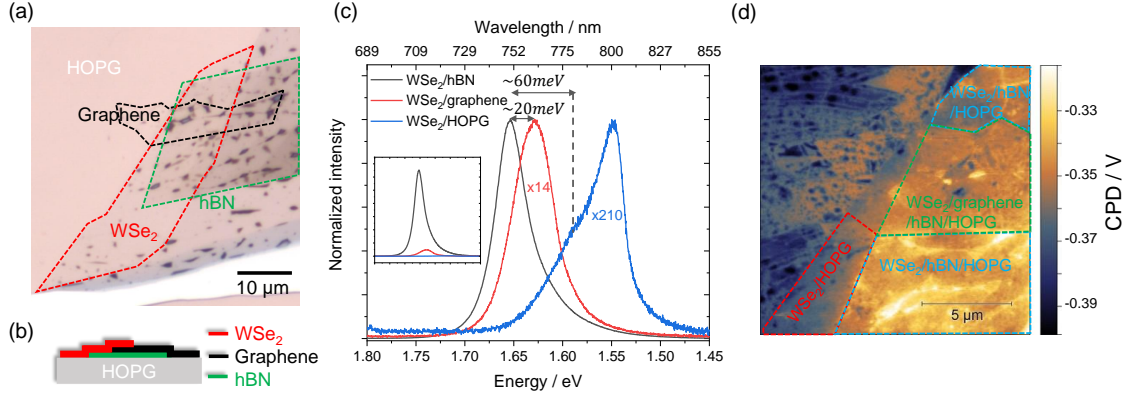 (a)
HOPG
Graphene
hBN
WSe₂
10 μm
(b)
WSe₂
Graphene
hBN
HOPG
(c)
Wavelength / nm
689 709 729 752 775 800 827 855
WSe₂/hBN
WSe₂/graphene
WSe₂/HOPG
~60meV
~20meV
x14
x210
Normalized intensity
1.80 1.75 1.70 1.65 1.60 1.55 1.50 1.45
Energy / eV
(d)
WSe₂/hBN
/HOPG
WSe₂/graphene
/hBN/HOPG
WSe₂/HOPG
WSe₂/hBN/HOPG
5 μm
-0.33
-0.35
-0.37
-0.39
CPD / V